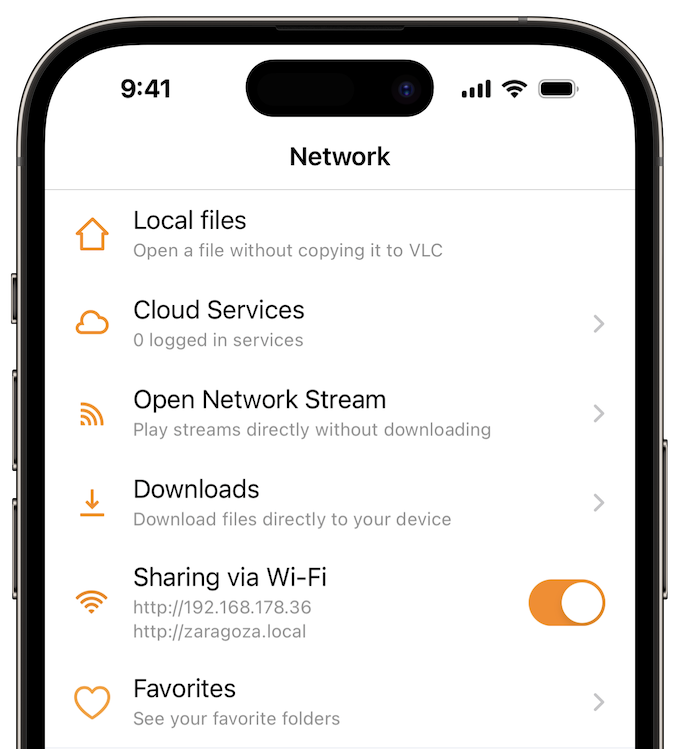 9:41
Network
Local files
Open a file without copying it to VLC
Cloud Services
0 logged in services
Open Network Stream
Play streams directly without downloading
Downloads
Download files directly to your device
Sharing via Wi-Fi
http://192.168.178.36
http://zaragoza.local
Favorites
See your favorite folders